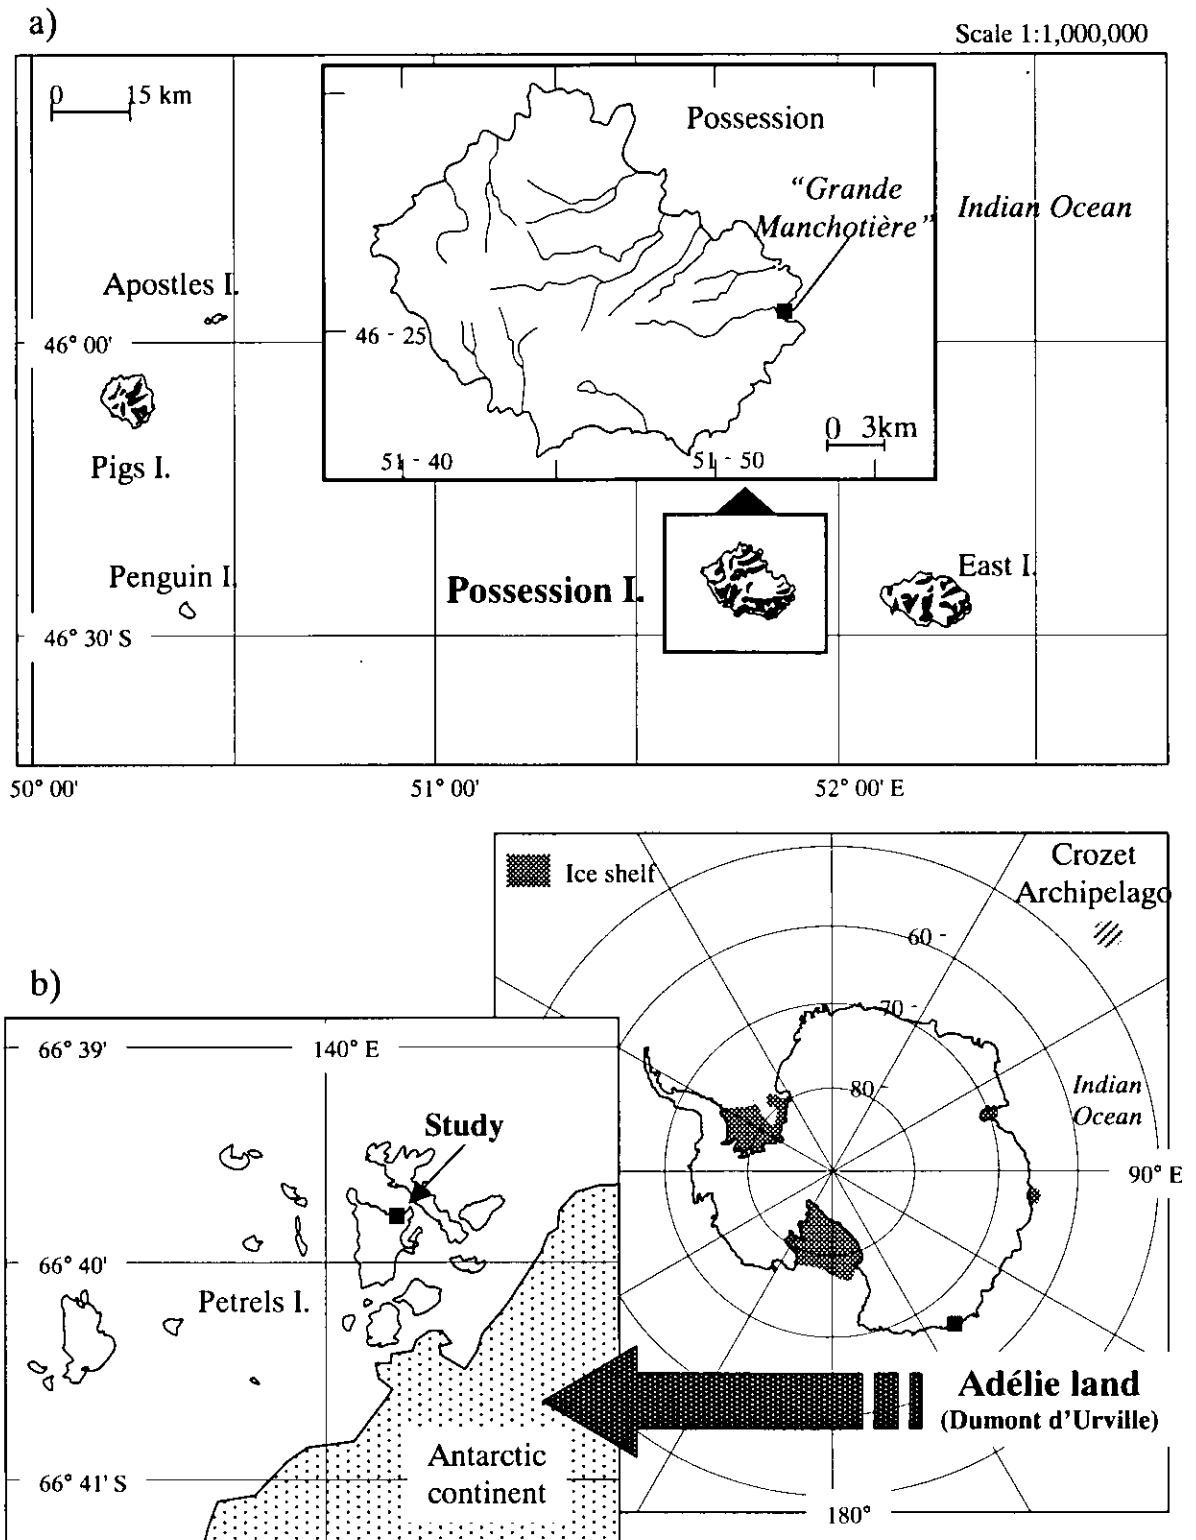 a)
Scale 1:1,000,000
0 15 km
Possession
"Grande
Manchotière"
Indian Ocean
Apostles I.
46° 00'
46 - 25
Pigs I.
0 3km
51 - 40
51 - 50
Penguin I.
Possession I.
East I.
46° 30' S
50° 00'
51° 00'
52° 00' E
Ice shelf
Crozet
Archipelago
60
70
80
Indian
Ocean
90° E
180°
b)
66° 39'
140° E
Study
66° 40'
Petrels I.
Adélie land
(Dumont d'Urville)
Antarctic
continent
66° 41' S